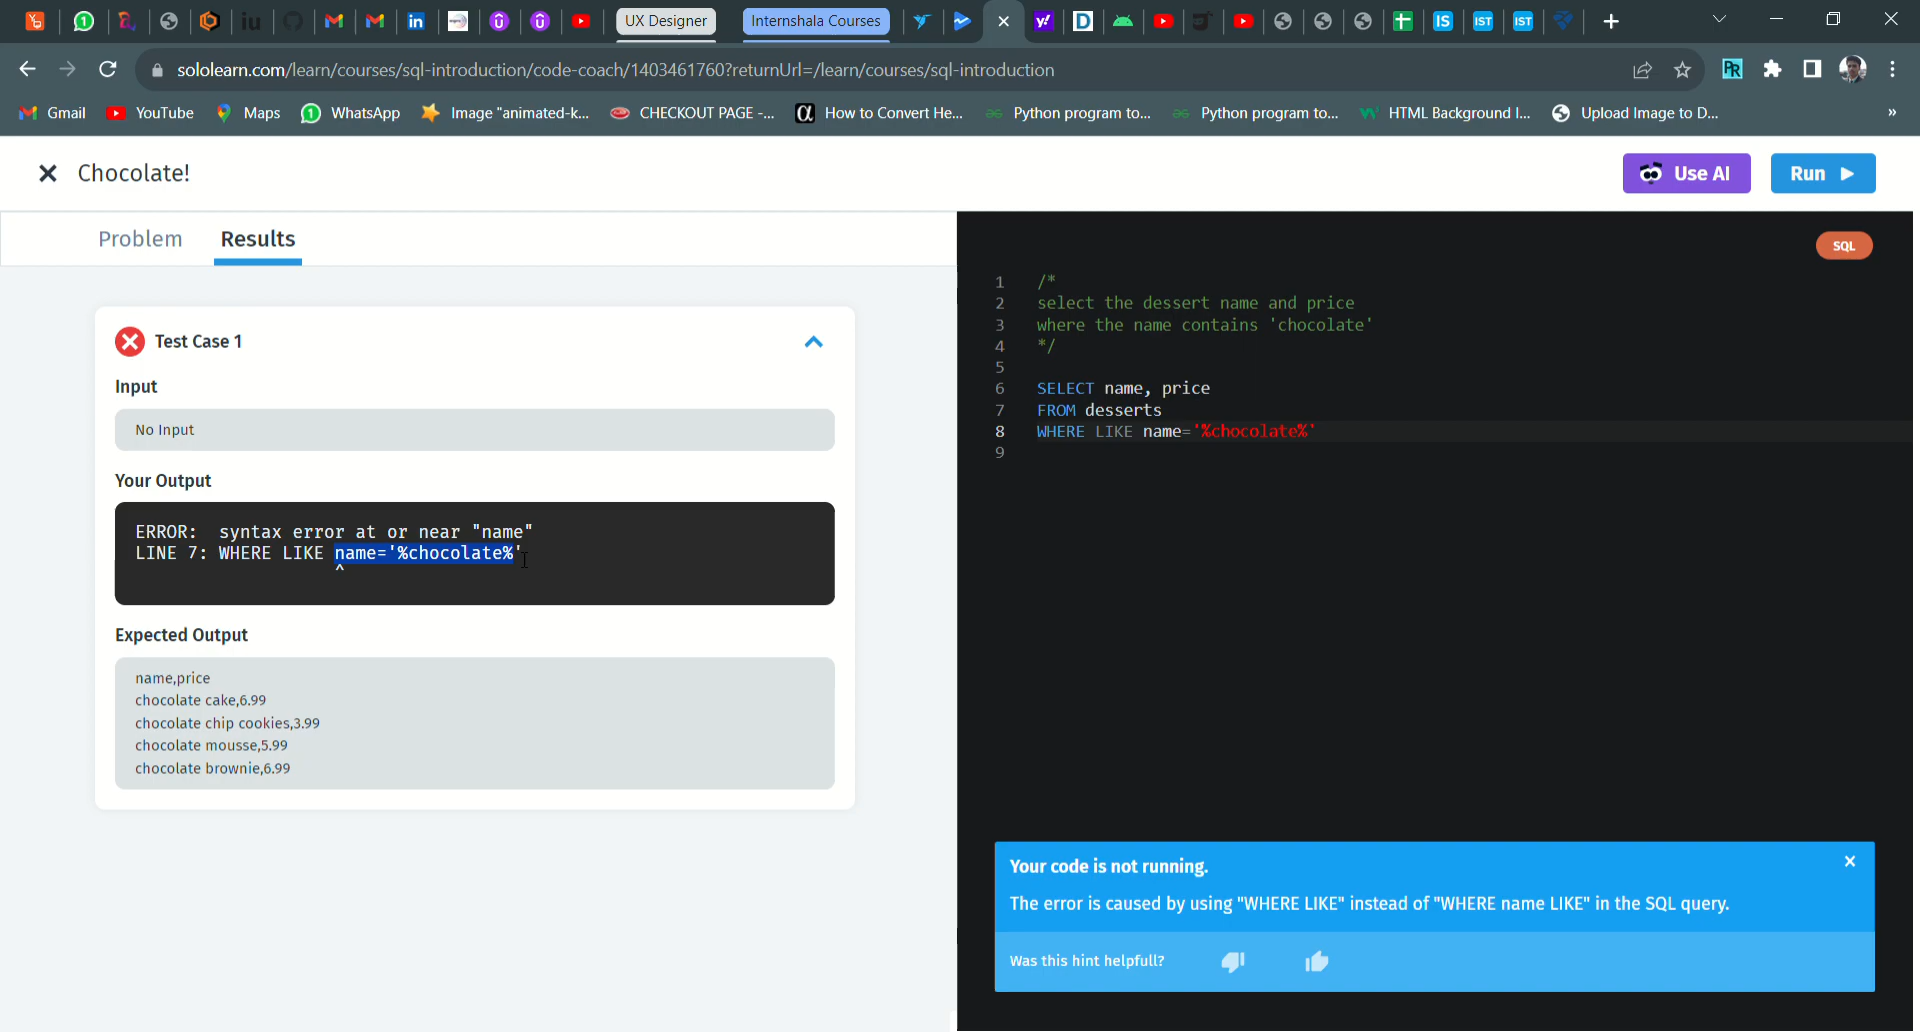 UX Designer
Internshala Courses
sololearn.com/learn/courses/sql-introduction/code-coach/1403461760?returnUrl=/learn/courses/sql-introduction
Gmail
YouTube
Maps
WhatsApp
Image "animated-k...
CHECKOUT PAGE -...
How to Convert He...
Python program to...
Python program to...
HTML Background I...
Upload Image to D...
»
Chocolate!
Use AI
Run
Problem
Results
Test Case 1
Input
No Input
Your Output
ERROR: syntax error at or near "name"
LINE 7: WHERE LIKE name='%chocolate%'
^
Expected Output
name,price
chocolate cake,6.99
chocolate chip cookies,3.99
chocolate mousse,5.99
chocolate brownie,6.99
SQL
1 /*
2 select the dessert name and price
3 where the name contains 'chocolate'
4 */
5
6 SELECT name, price
7 FROM desserts
8 WHERE LIKE name='%chocolate%'
9
Your code is not running.
The error is caused by using "WHERE LIKE" instead of "WHERE name LIKE" in the SQL query.
Was this hint helpfull?